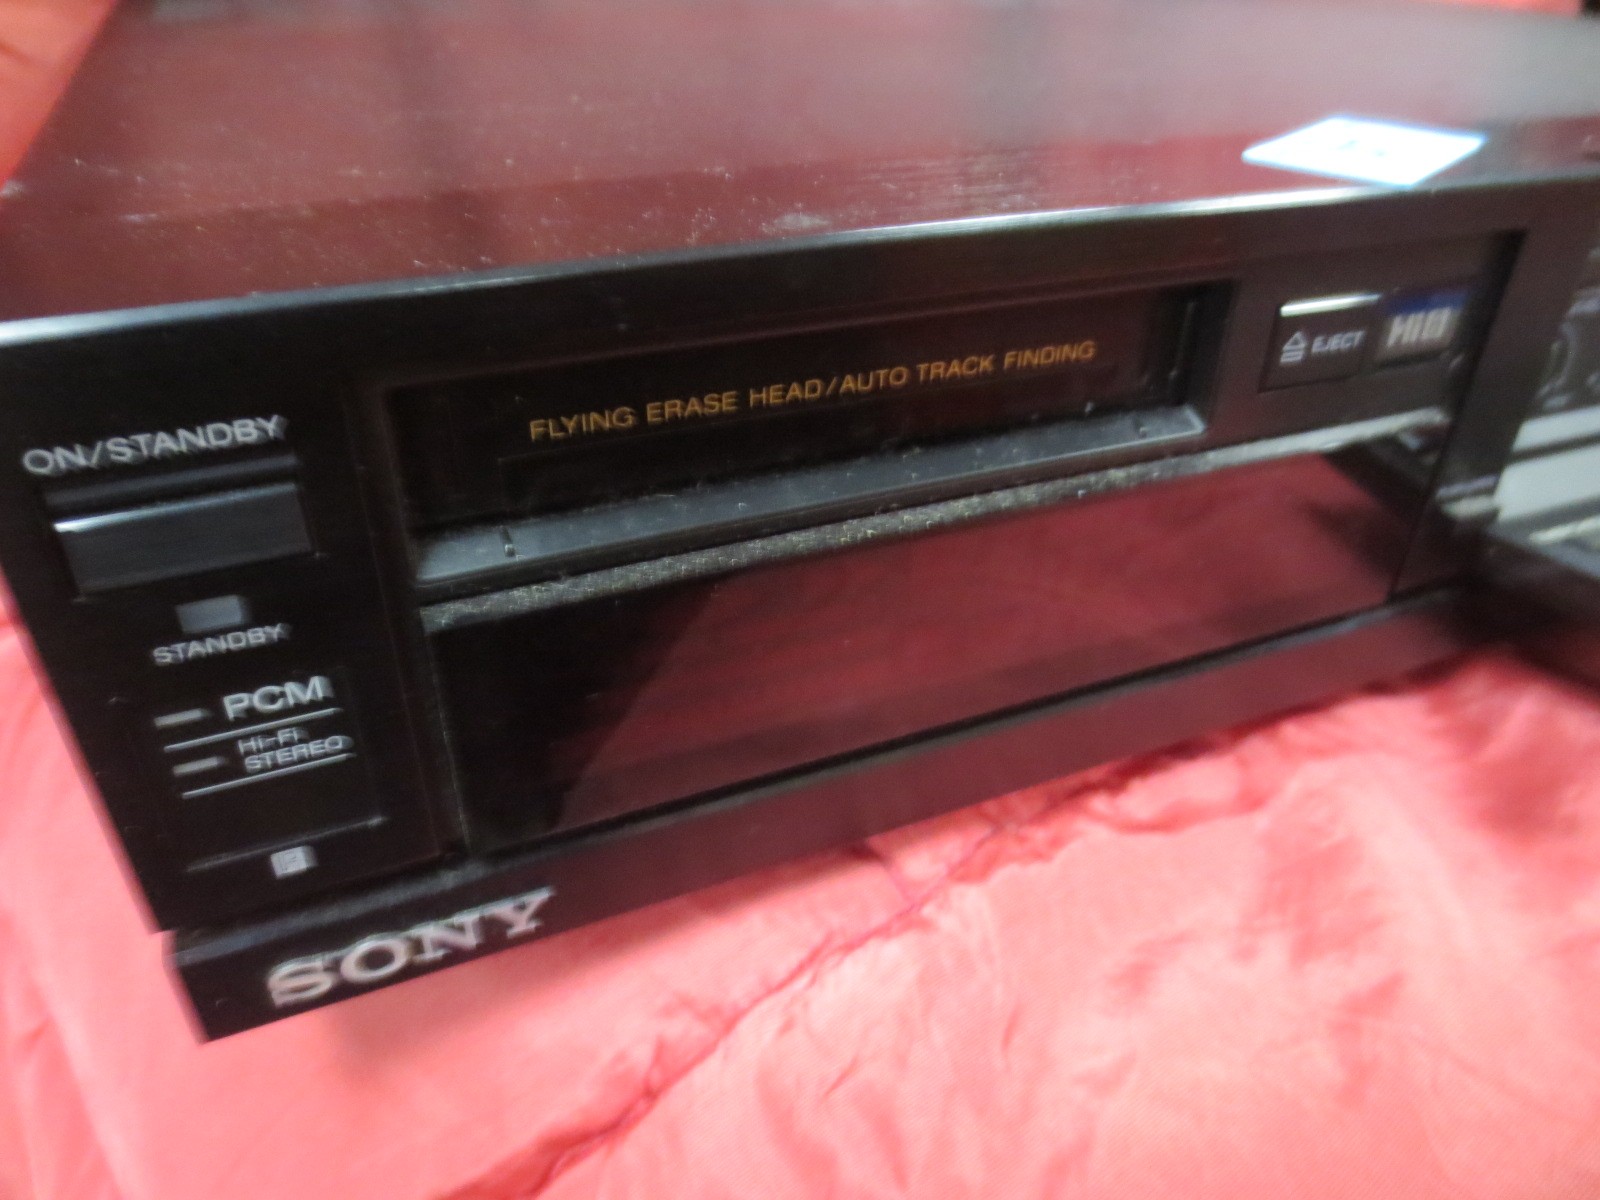 ON/STANDBY
FLYING ERASE HEAD/AUTO TRACK FINDING
EJECT
STANDBY
PCM
Hi-Fi
STEREO
SONY